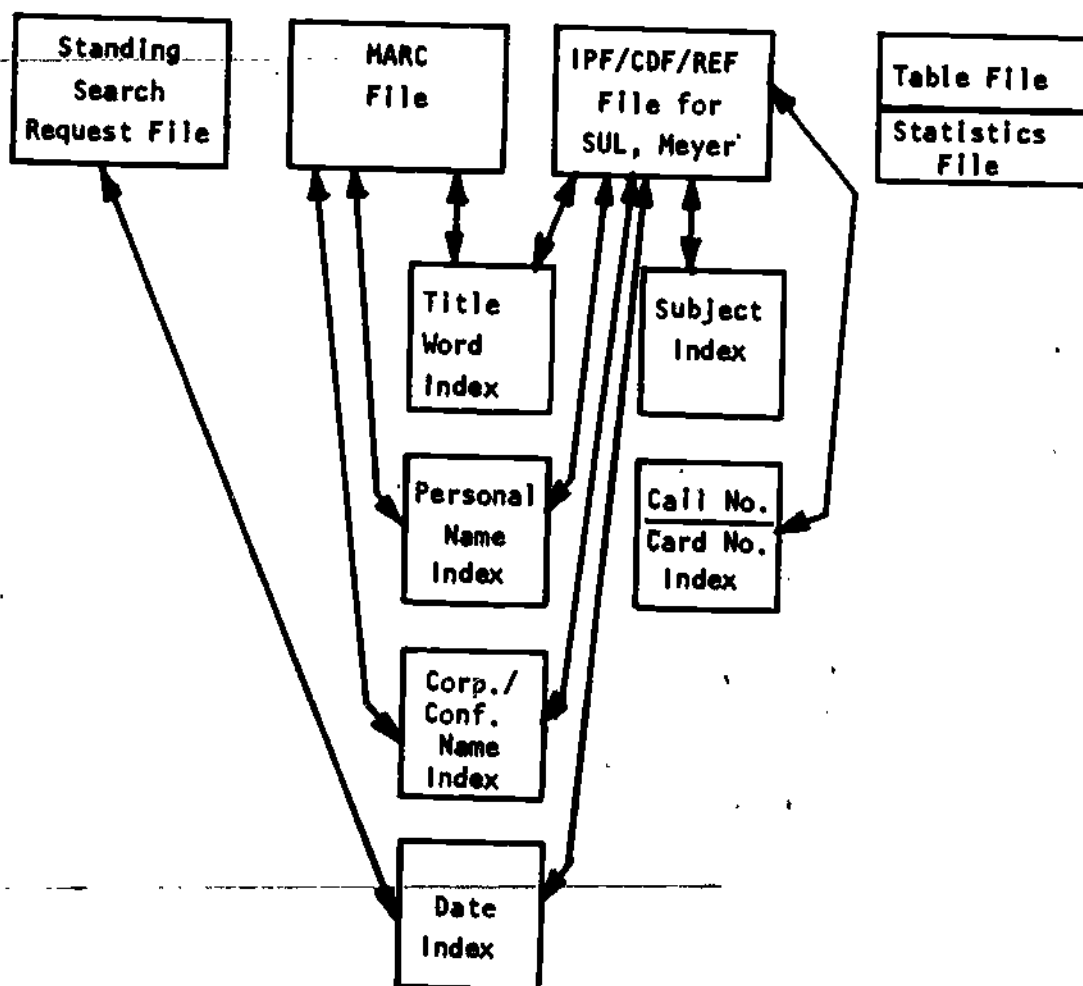 Standing
Search
Request File
MARC
File
IPF/CDF/REF
File for
SUL, Meyer
Table File
Statistics
File
Title
Word
Index
Subject
Index
Personal
Name
Index
Call No.
Card No.
Index
Corp./
Conf.
Name
Index
Date
Index